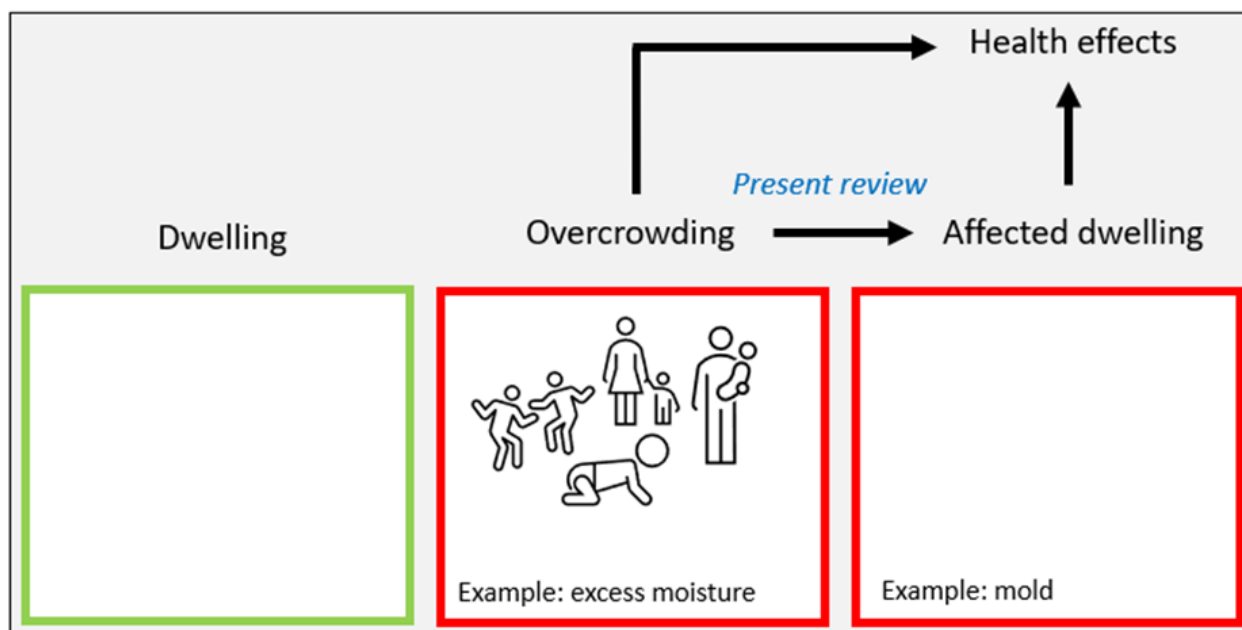 Health effects
Present review
Dwelling
Overcrowding
Affected dwelling
Example: excess moisture
Example: mold